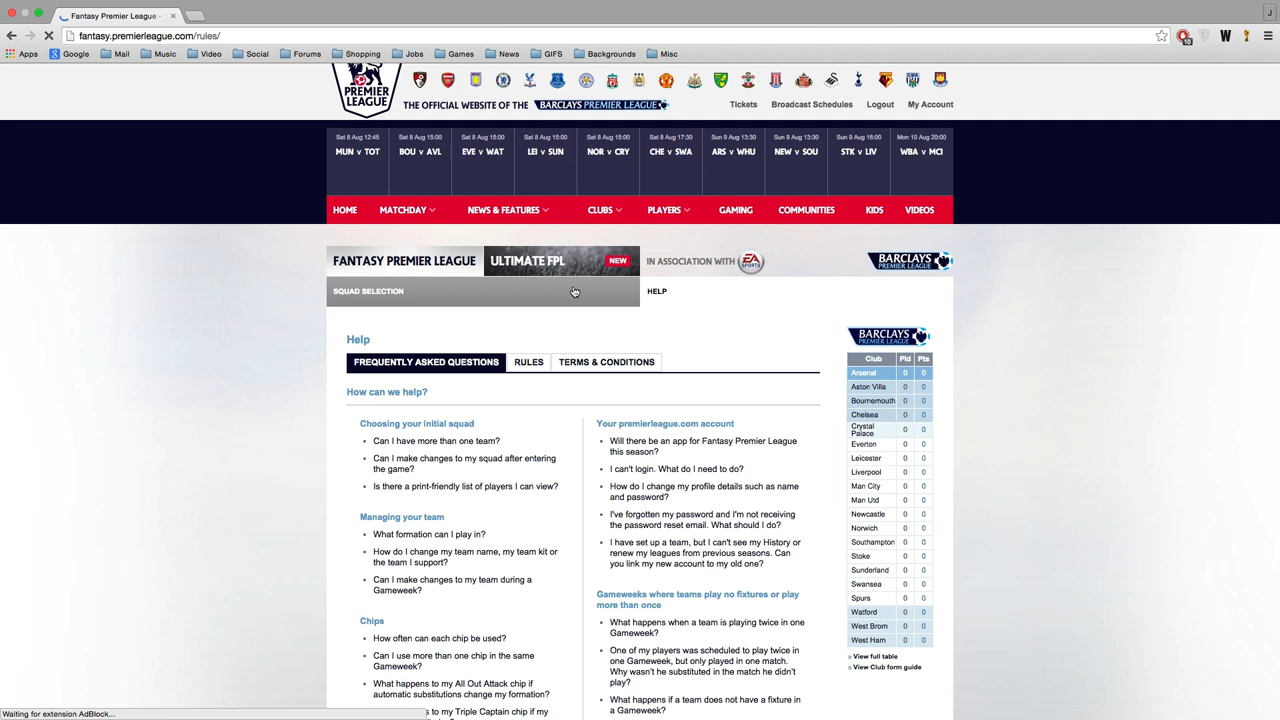 Fantasy Premier League -
J
fantasy.premierleague.com/rules/
10
W
Apps
Google
Mail
Music
Video
Social
Forums
Shopping
Jobs
Games
News
GIFS
Backgrounds
Misc
PREMIER
LEAGUE
THE OFFICIAL WEBSITE OF THE BARCLAYS PREMIER LEAGUE
Tickets
Broadcast Schedules
Logout
My Account
Sat 8 Aug 12:45
MUN v TOT
Sat 8 Aug 15:00
BOU v AVL
Sat 8 Aug 15:00
EVE v WAT
Sat 8 Aug 15:00
LEI v SUN
Sat 8 Aug 15:00
NOR v CRY
Sat 8 Aug 17:30
CHE v SWA
Sun 9 Aug 13:30
ARS v WHU
Sun 9 Aug 13:30
NEW v SOU
Sun 9 Aug 16:00
STK v LIV
Mon 10 Aug 20:00
WBA v MCI
HOME
MATCHDAY
NEWS & FEATURES
CLUBS
PLAYERS
GAMING
COMMUNITIES
KIDS
VIDEOS
FANTASY PREMIER LEAGUE
ULTIMATE FPL
NEW
IN ASSOCIATION WITH EA SPORTS
BARCLAYS
PREMIER LEAGUE
SQUAD SELECTION
HELP
Help
FREQUENTLY ASKED QUESTIONS
RULES
TERMS & CONDITIONS
How can we help?
Choosing your initial squad
• Can I have more than one team?
• Can I make changes to my squad after entering
the game?
• Is there a print-friendly list of players I can view?
Managing your team
• What formation can I play in?
• How do I change my team name, my team kit or
the team I support?
• Can I make changes to my team during a
Gameweek?
Chips
• How often can each chip be used?
• Can I use more than one chip in the same
Gameweek?
• What happens to my All Out Attack chip if
automatic substitutions change my formation?
s to my Triple Captain chip if my
Your premierleague.com account
• Will there be an app for Fantasy Premier League
this season?
• I can't login. What do I need to do?
• How do I change my profile details such as name
and password?
• I've forgotten my password and I'm not receiving
the password reset email. What should I do?
• I have set up a team, but I can't see my History or
renew my leagues from previous seasons. Can
you link my new account to my old one?
Gameweeks where teams play no fixtures or play
more than once
• What happens when a team is playing twice in one
Gameweek?
• One of my players was scheduled to play twice in
one Gameweek, but only played in one match.
Why wasn't he substituted in the match he didn't
play?
• What happens if a team does not have a fixture in
a Gameweek?
BARCLAYS
PREMIER LEAGUE
Club Pld Pts
Arsenal 0 0
Aston Villa 0 0
Bournemouth 0 0
Chelsea 0 0
Crystal
Palace 0 0
Everton 0 0
Leicester 0 0
Liverpool 0 0
Man City 0 0
Man Utd 0 0
Newcastle 0 0
Norwich 0 0
Southampton 0 0
Stoke 0 0
Sunderland 0 0
Swansea 0 0
Spurs 0 0
Watford 0 0
West Brom 0 0
West Ham 0 0
» View full table
» View Club form guide
Waiting for extension AdBlock...